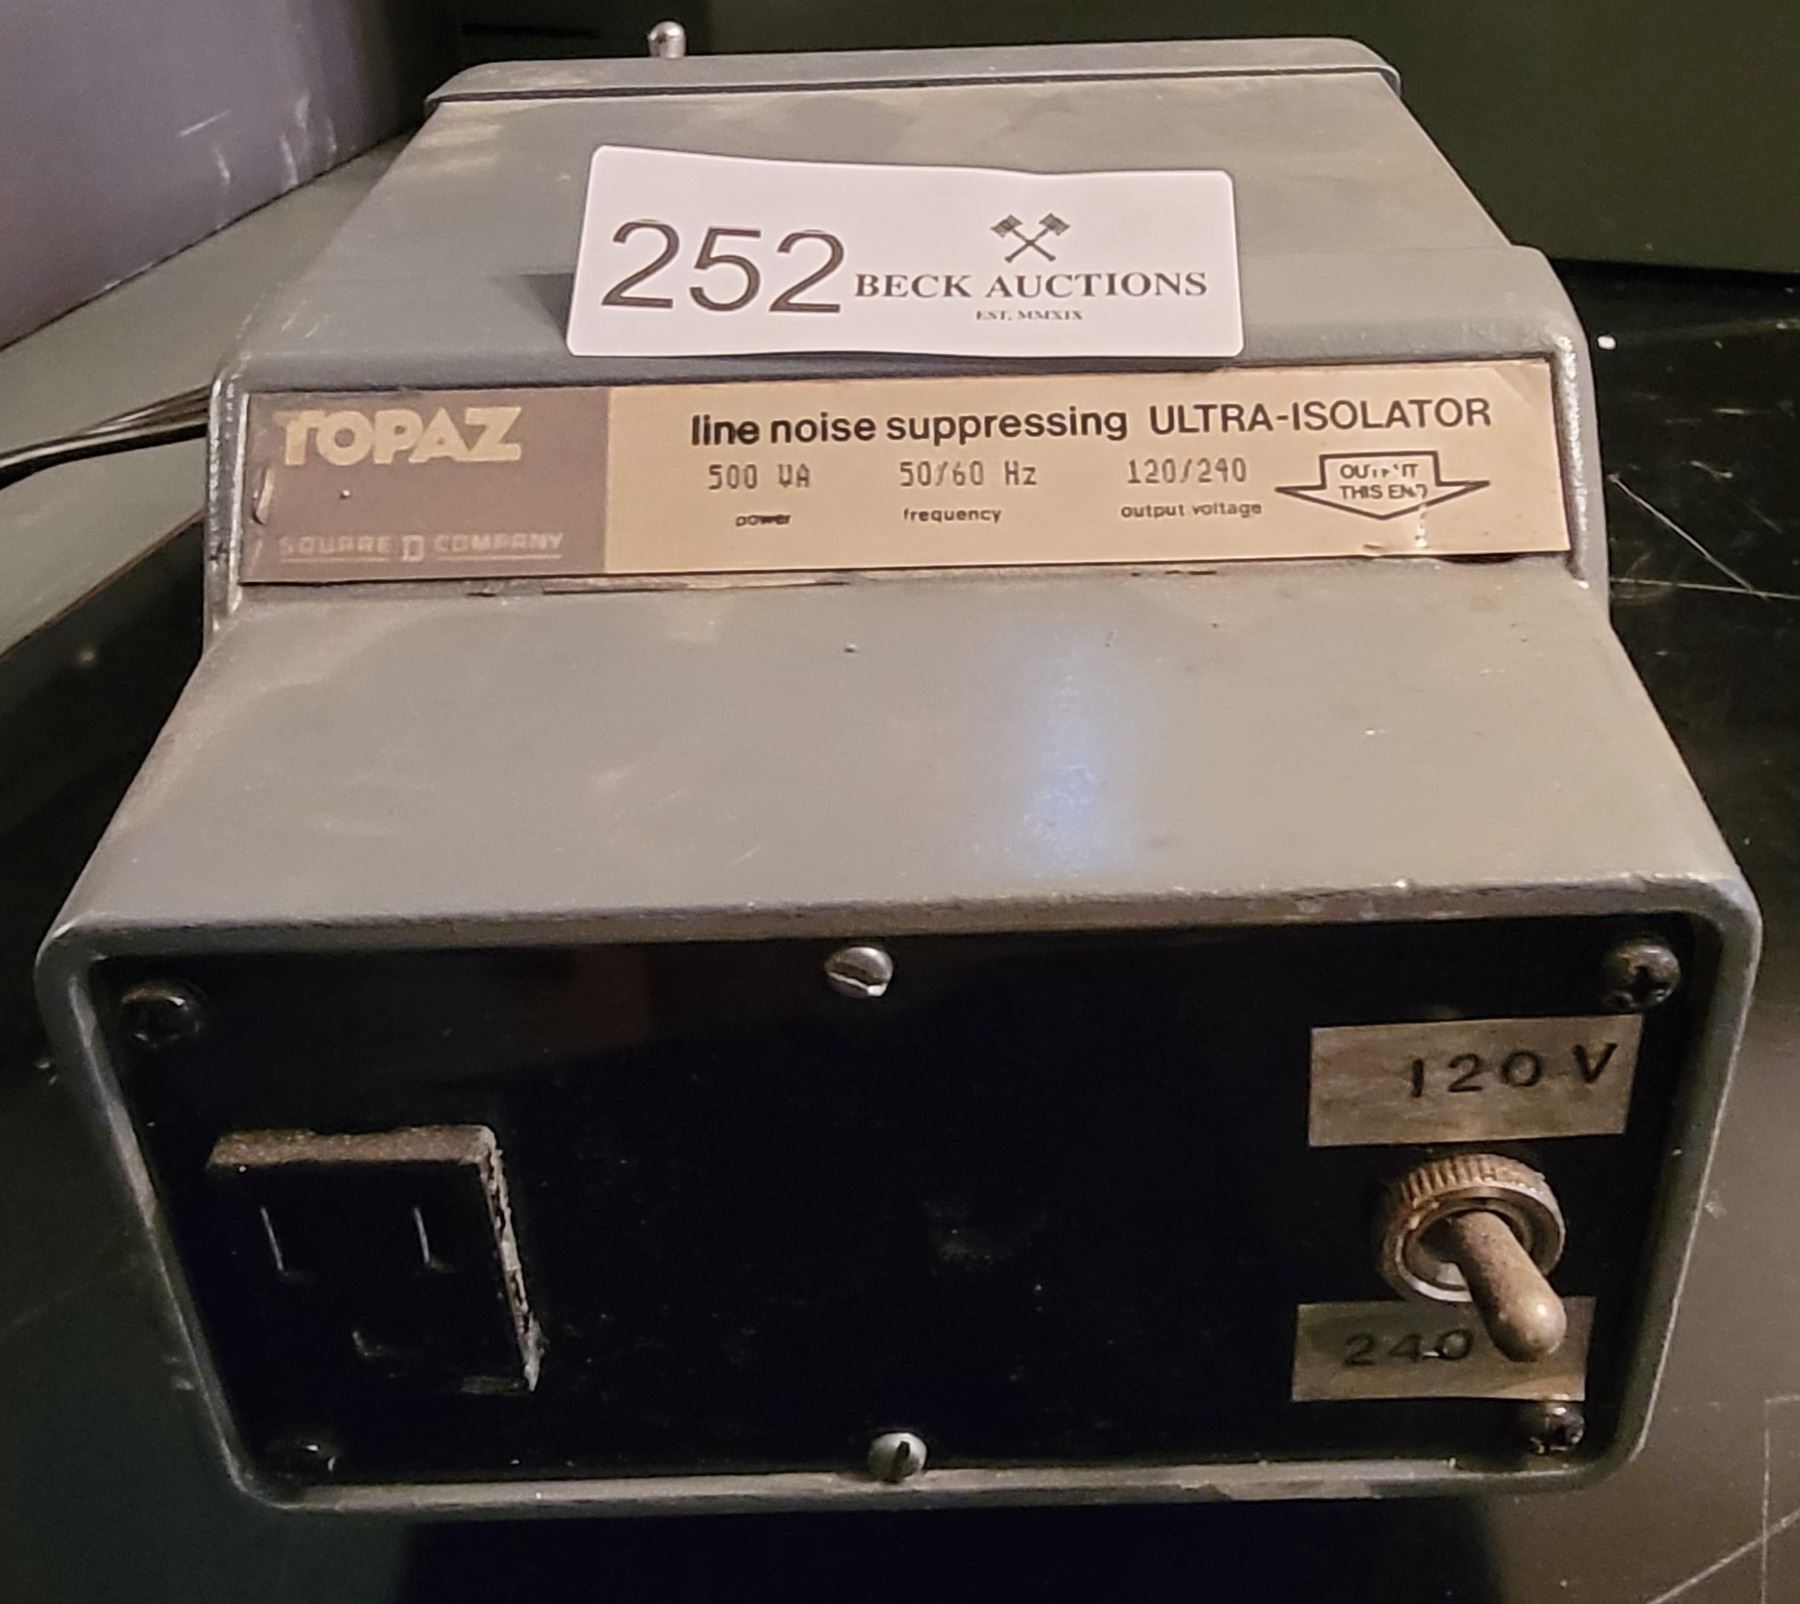 252
BECK AUCTIONS
EST. MMXIX
TOPAZ
line noise suppressing ULTRA-ISOLATOR
500 VA 50/60 Hz 120/240
power frequency output voltage
OUTPUT
THIS END
SQUARE D COMPANY
120 V
240